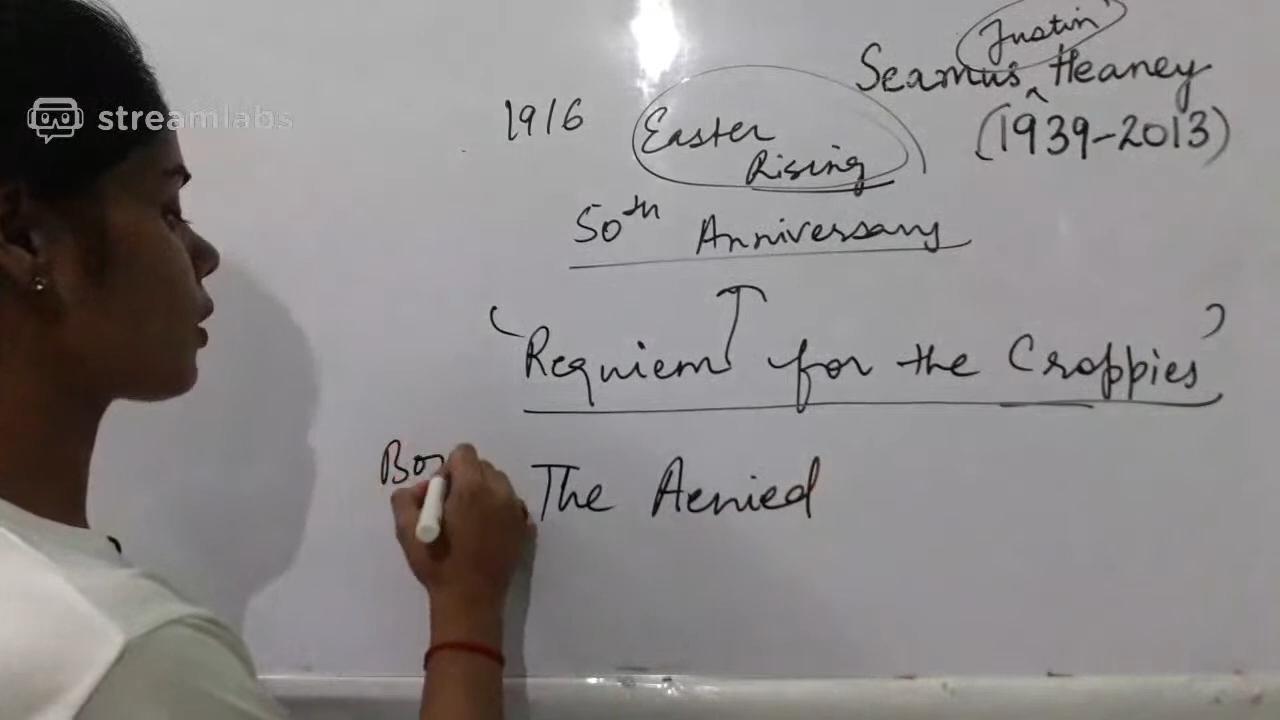 streamlabs
Justin
Seamus ^ Heaney
(1939-2013)
1916
Easter
Rising
50th Anniversary
'Requiem for the Croppies'
The Aenied